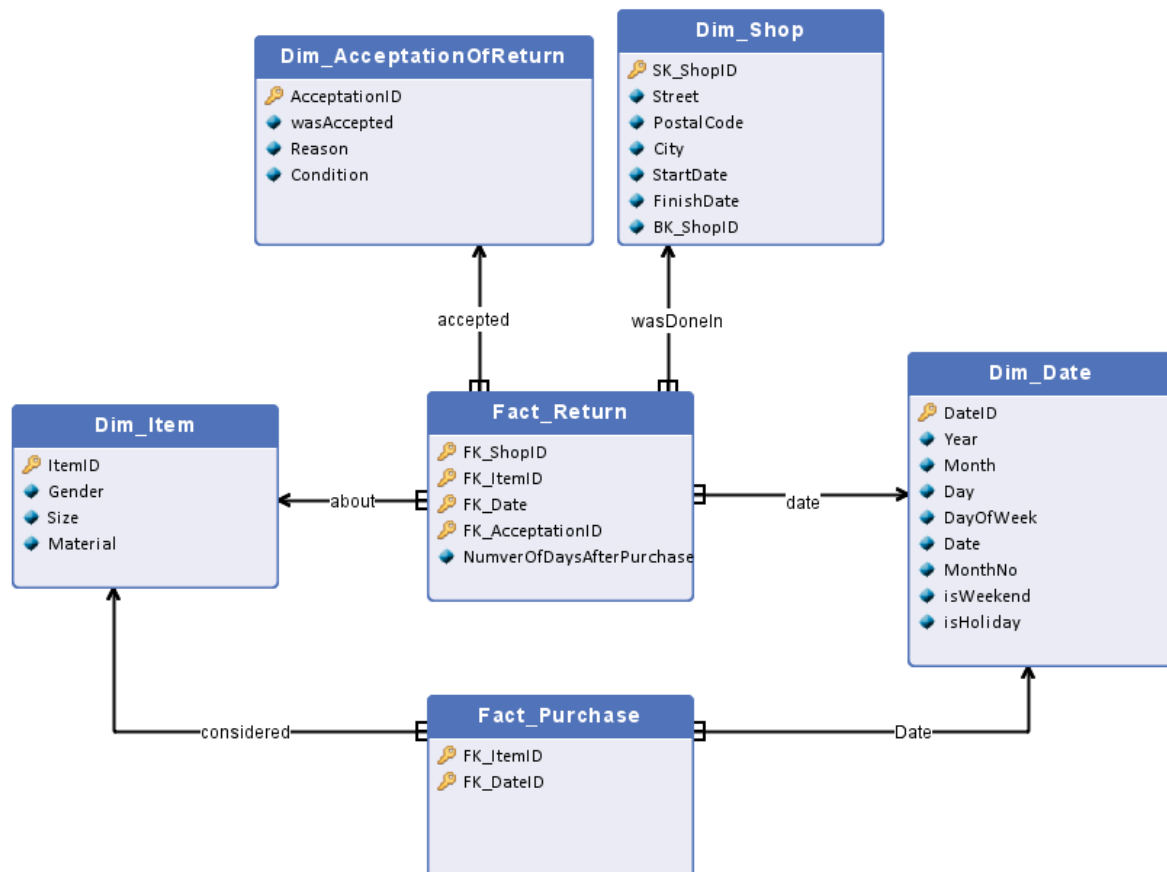 Dim_AcceptationOfReturn
AcceptationID
wasAccepted
Reason
Condition
Dim_Shop
SK_ShopID
Street
PostalCode
City
StartDate
FinishDate
BK_ShopID
accepted
wasDoneIn
Dim_Item
ItemID
Gender
Size
Material
about
Fact_Return
FK_ShopID
FK_ItemID
FK_Date
FK_AcceptationID
NumverOfDaysAfterPurchase
date
Dim_Date
DateID
Year
Month
Day
DayOfWeek
Date
MonthNo
isWeekend
isHoliday
considered
Fact_Purchase
FK_ItemID
FK_DateID
Date